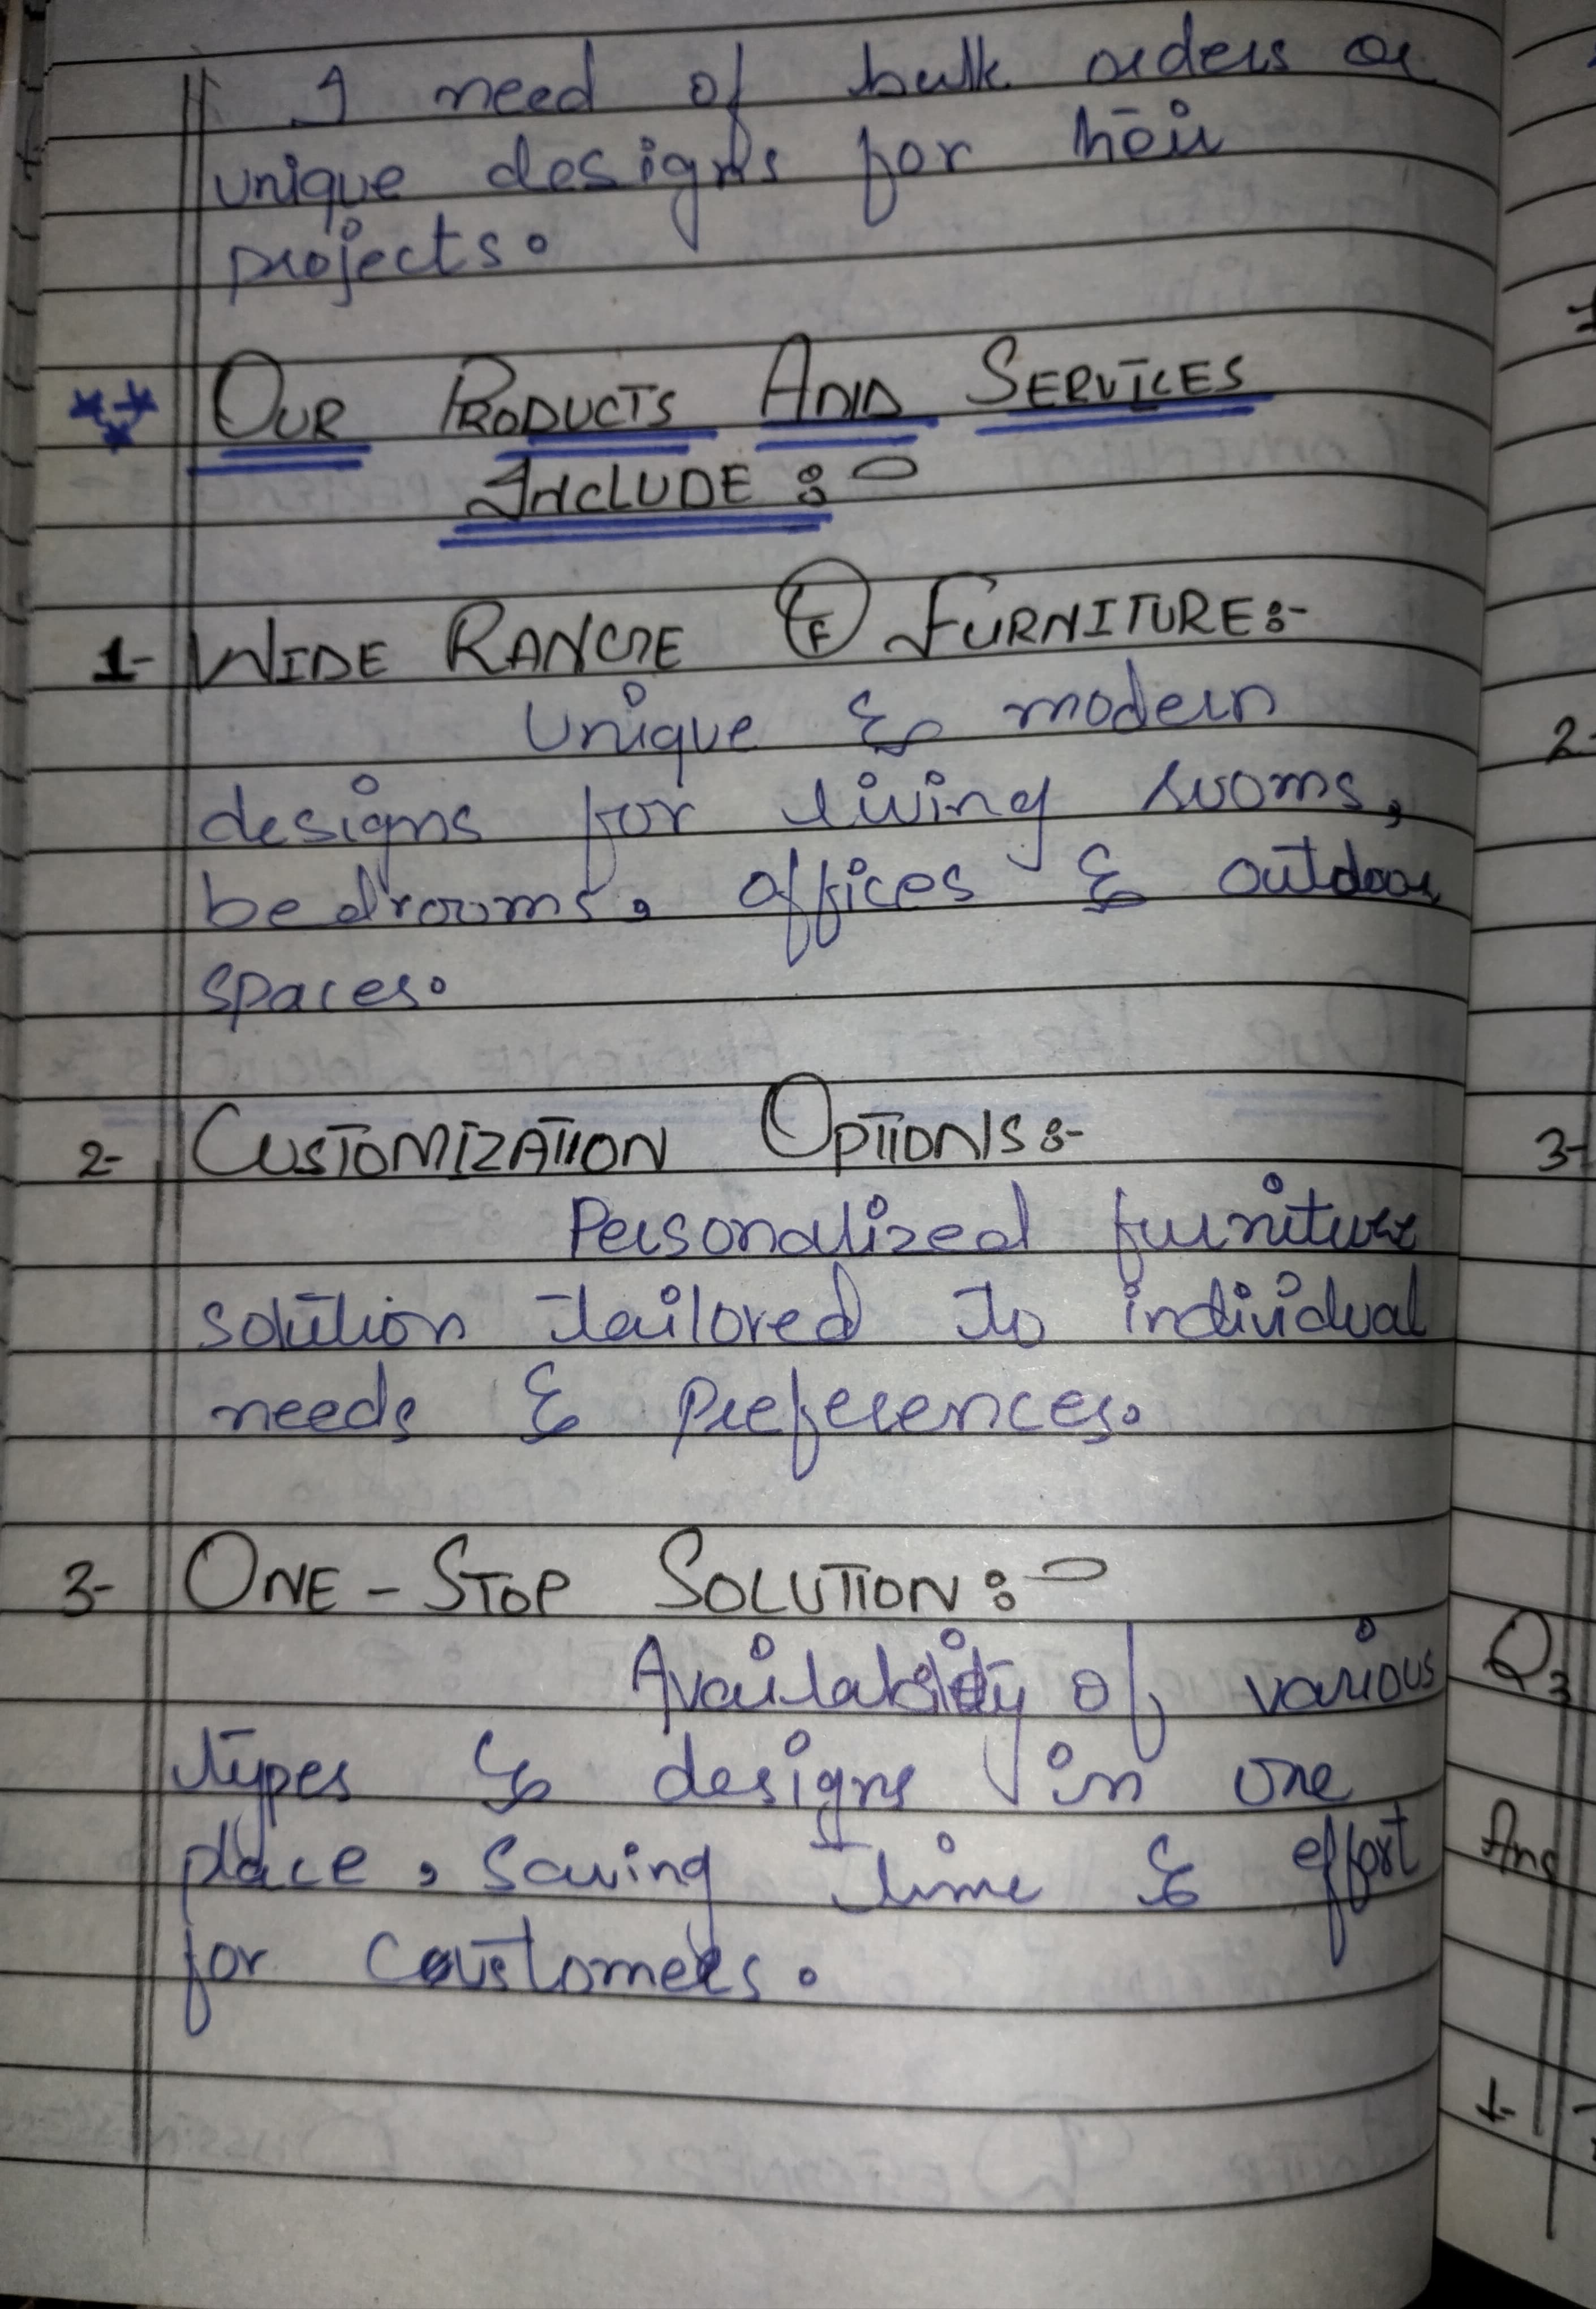 I need of bulk orders or
unique designs for their
projects.
OUR PRODUCTS AND SERVICES
INCLUDE :-
1- WIDE RANGE OF FURNITURE:-
Unique & modern
designs for living rooms,
bedrooms, offices & outdoor
spaces.
2- CUSTOMIZATION OPTIONS:-
Personalized furniture
solution tailored to individual
needs & Preferences.
3- ONE-STOP SOLUTION:-
Availability of various
types & designs in one
place, saving time & effort
for customers.
2-
3-
Q3
Ans
1-